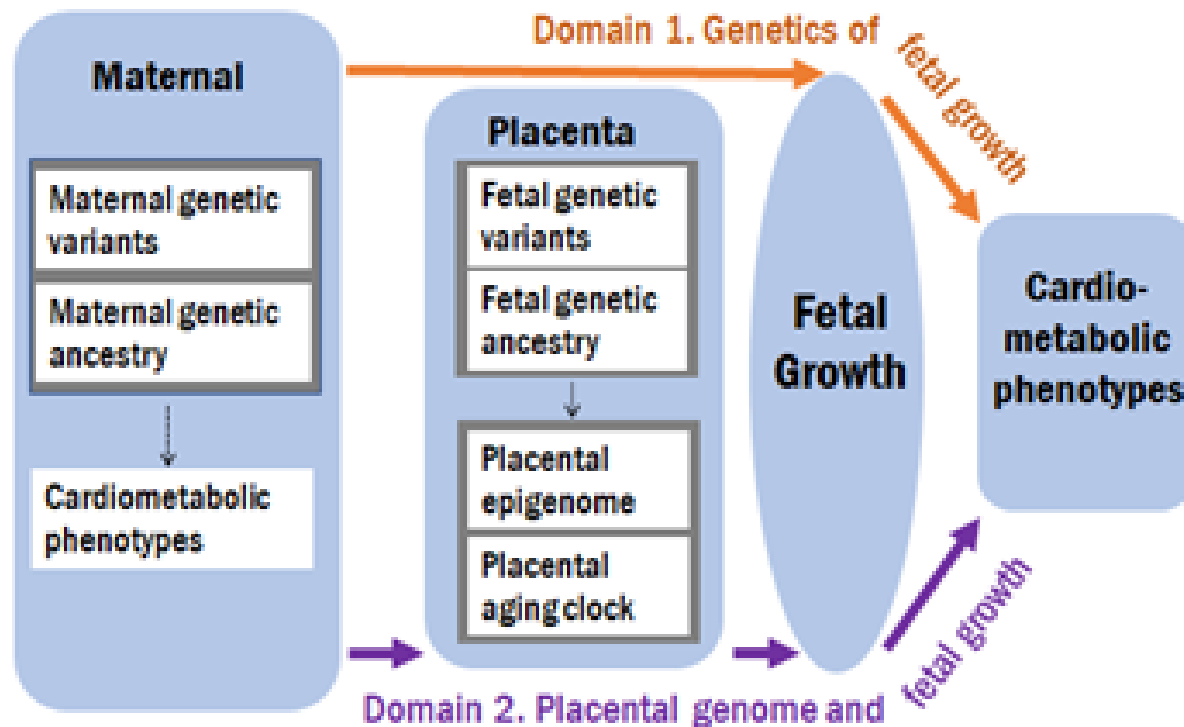 Domain 1. Genetics of fetal growth
Maternal
Maternal genetic
variants
Maternal genetic
ancestry
Cardiometabolic
phenotypes
Placenta
Fetal genetic
variants
Fetal genetic
ancestry
Placental
epigenome
Placental
aging clock
Fetal
Growth
Cardio-
metabolic
phenotypes
Domain 2. Placental genome and fetal growth